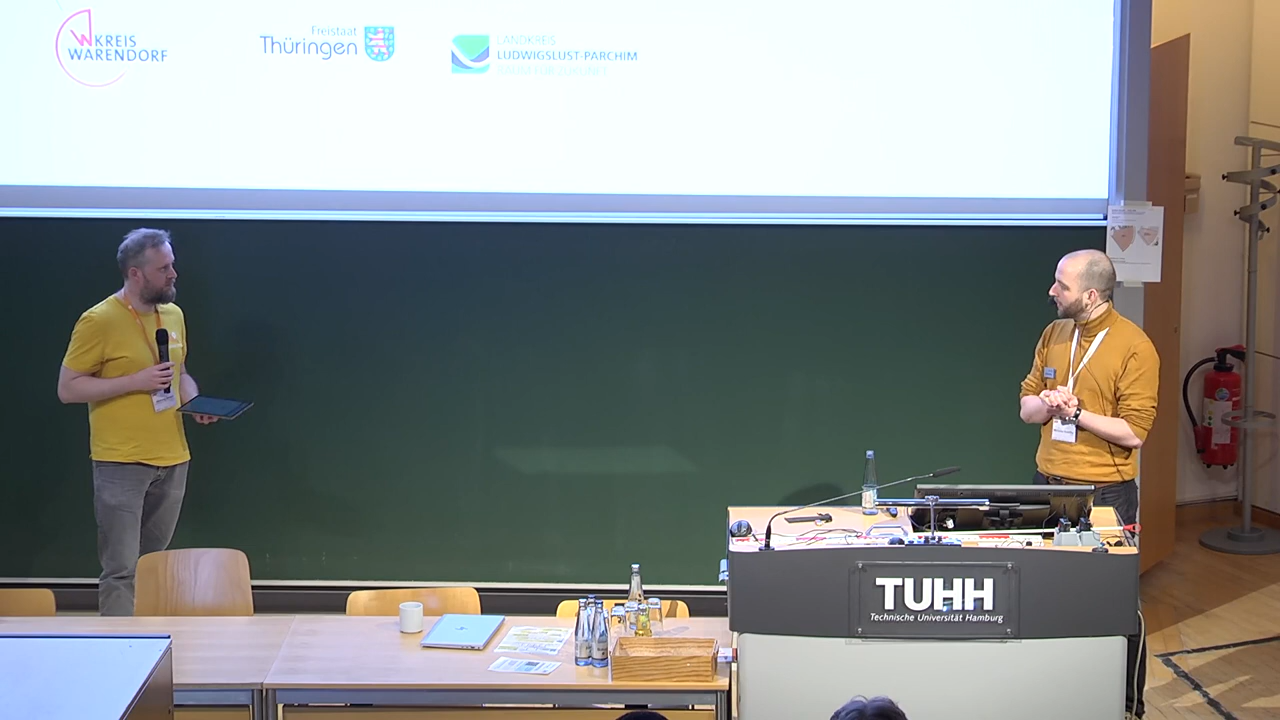 KREIS
WARENDORF
Freistaat
Thüringen
LANDKREIS
LUDWIGSLUST-PARCHIM
TUHH
Technische Universität Hamburg